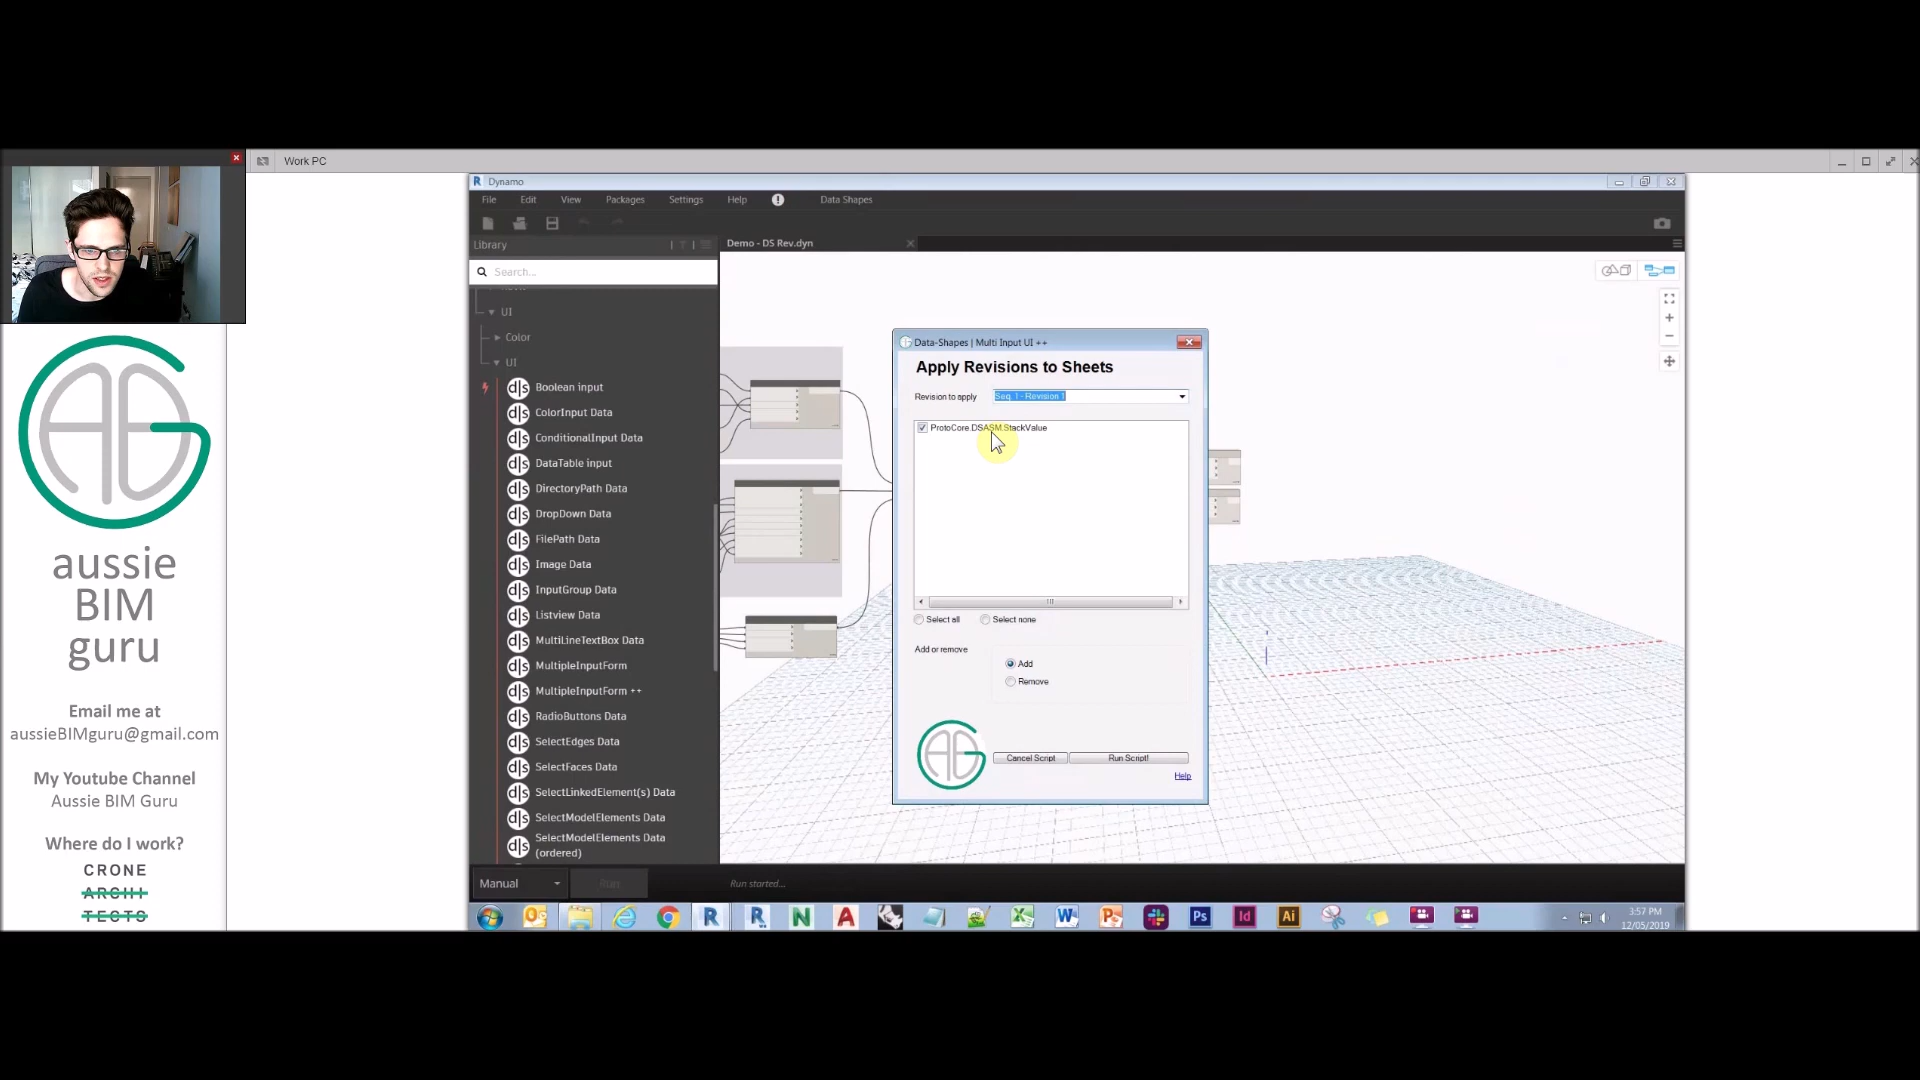 Work PC
Dynamo
File Edit View Packages Settings Help Data Shapes
Library
Demo - DS Rev.dyn
Search...
UI
Color
UI
Boolean input
ColorInput Data
ConditionalInput Data
DataTable input
DirectoryPath Data
DropDown Data
FilePath Data
Image Data
InputGroup Data
Listview Data
MultiLineTextBox Data
MultipleInputForm
MultipleInputForm ++
RadioButtons Data
SelectEdges Data
SelectFaces Data
SelectLinkedElement(s) Data
SelectModelElements Data
SelectModelElements Data
(ordered)
Manual
Run
Run started...
Data-Shapes | Multi Input UI ++
Apply Revisions to Sheets
Revision to apply
Seq. 1 - Revision 1
ProtoCore.DSASM.StackValue
Select all
Select none
Add or remove
Add
Remove
Cancel Script
Run Script!
Help
aussie
BIM
guru
Email me at
aussieBIMguru@gmail.com
My Youtube Channel
Aussie BIM Guru
Where do I work?
CRONE
ARCHI
TECTS
3:57 PM
12/05/2019